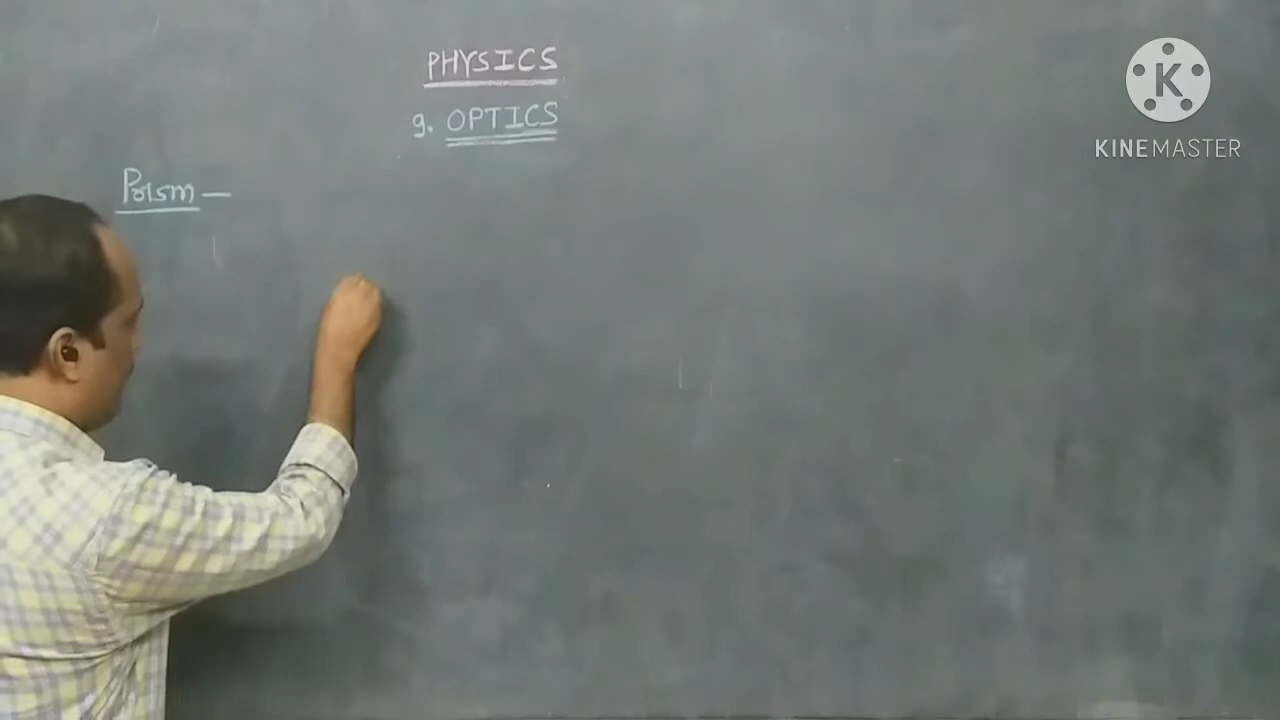 PHYSICS
9. OPTICS
Prism —
K
KINEMASTER